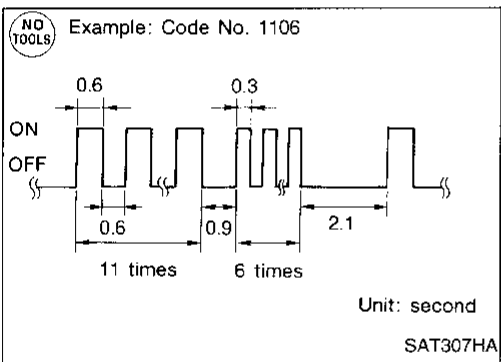 NO TOOLS
Example: Code No. 1106
0.6
0.3
ON
OFF
0.6
0.9
2.1
11 times
6 times
Unit: second
SAT307HA